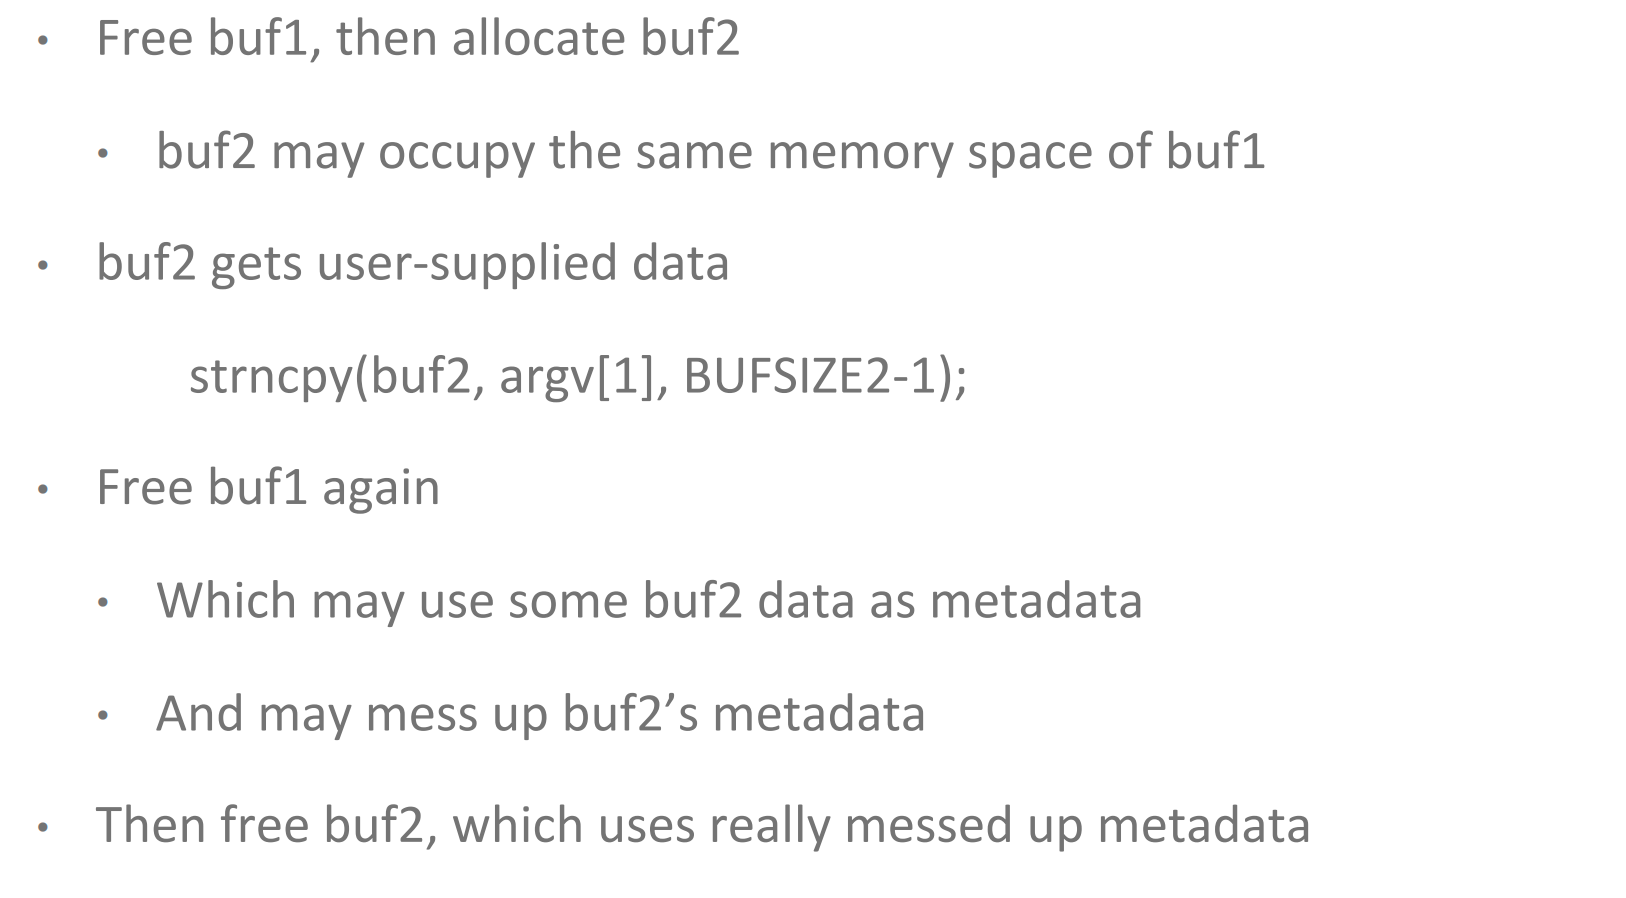 • Free buf1, then allocate buf2
• buf2 may occupy the same memory space of buf1
• buf2 gets user-supplied data
strncpy(buf2, argv[1], BUFSIZE2-1);
• Free buf1 again
• Which may use some buf2 data as metadata
• And may mess up buf2’s metadata
• Then free buf2, which uses really messed up metadata